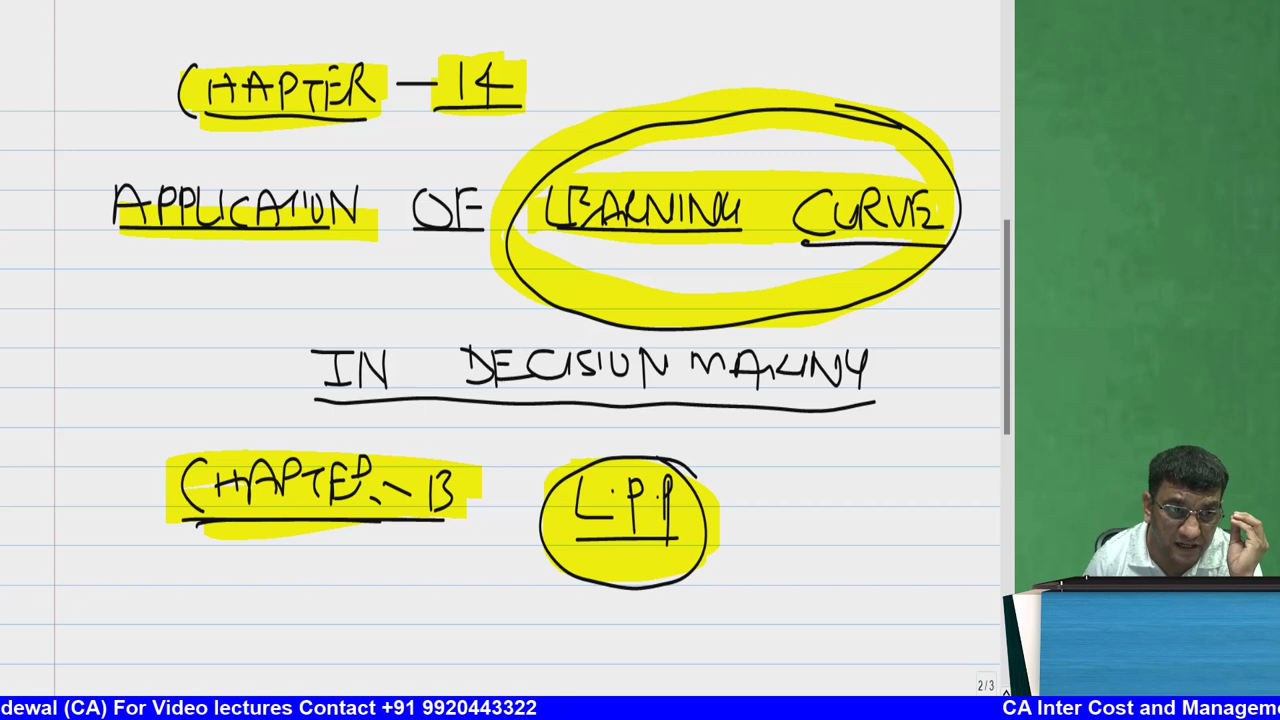 CHAPTER - 14
APPLICATION OF LEARNING CURVE
IN DECISION MAKING
CHAPTER - 13 L.P.P
2/3
dewal (CA) For Video lectures Contact +91 9920443322
CA Inter Cost and Manageme